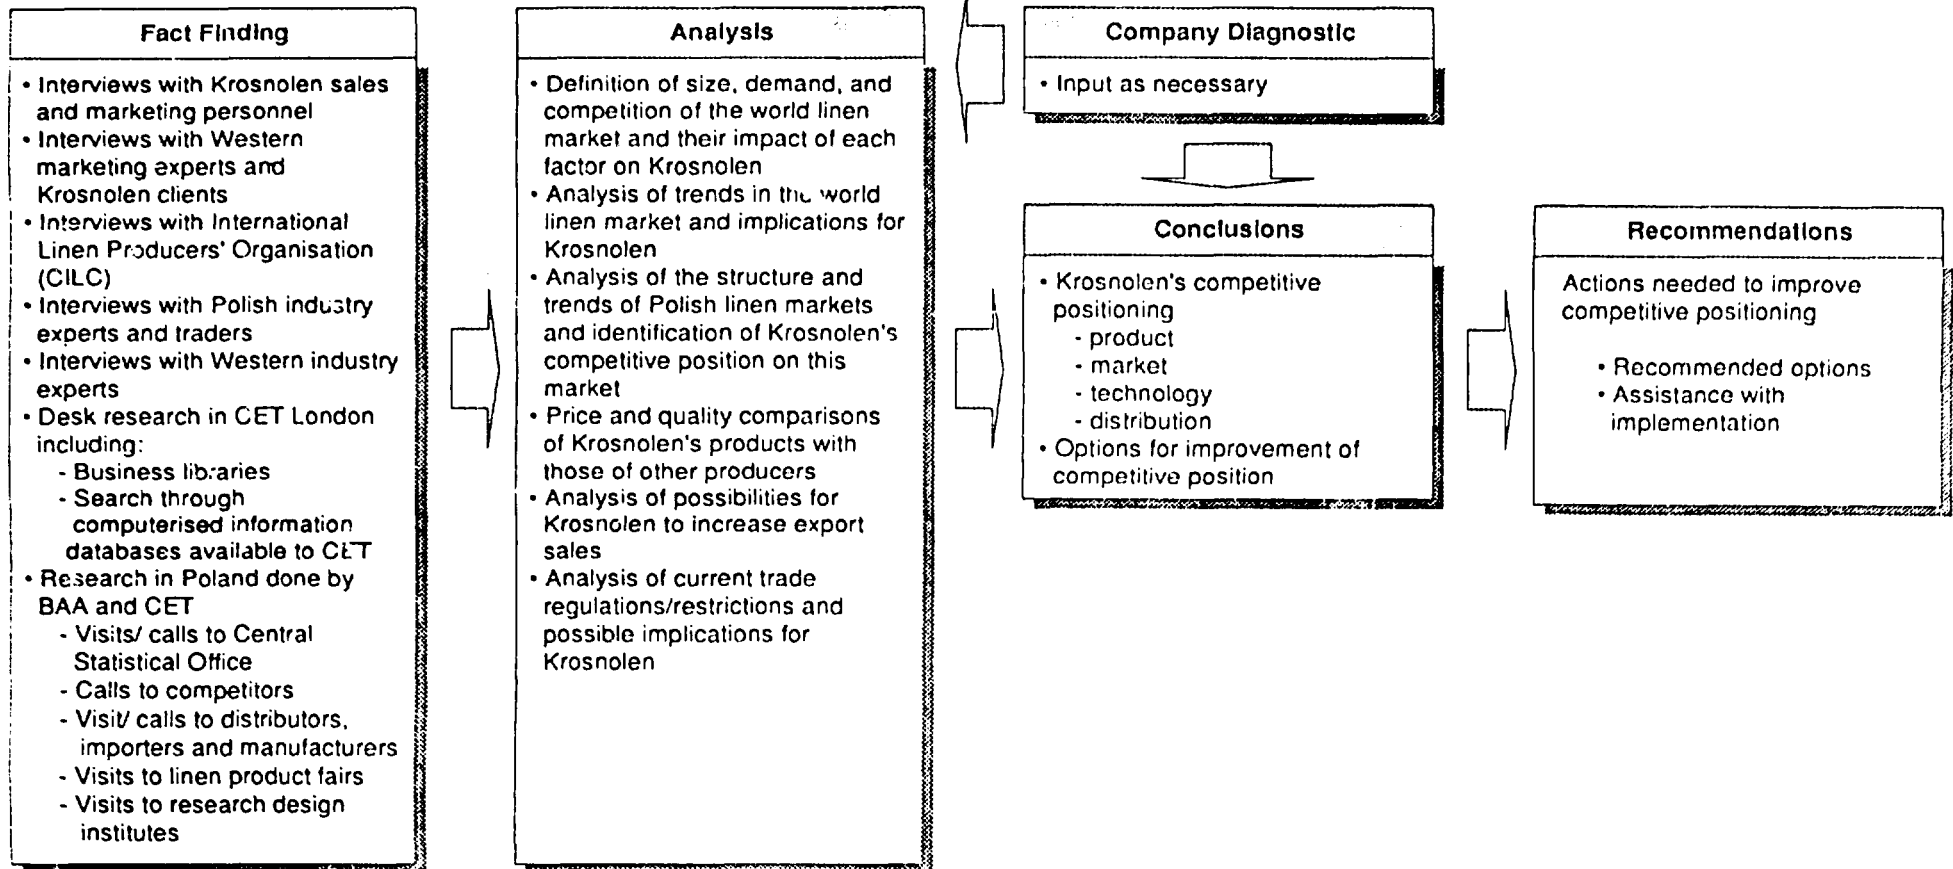 Fact Finding
• Interviews with Krosnolen sales
and marketing personnel
• Interviews with Western
marketing experts and
Krosnolen clients
• Interviews with International
Linen Producers' Organisation
(CILC)
• Interviews with Polish industry
experts and traders
• Interviews with Western industry
experts
• Desk research in CET London
including:
- Business libraries
- Search through
computerised information
databases available to CET
• Research in Poland done by
BAA and CET
- Visits/ calls to Central
Statistical Office
- Calls to competitors
- Visit/ calls to distributors,
importers and manufacturers
- Visits to linen product fairs
- Visits to research design
institutes
Analysis
• Definition of size, demand, and
competition of the world linen
market and their impact of each
factor on Krosnolen
• Analysis of trends in the world
linen market and implications for
Krosnolen
• Analysis of the structure and
trends of Polish linen markets
and identification of Krosnolen's
competitive position on this
market
• Price and quality comparisons
of Krosnolen's products with
those of other producers
• Analysis of possibilities for
Krosnolen to increase export
sales
• Analysis of current trade
regulations/restrictions and
possible implications for
Krosnolen
Company Diagnostic
• Input as necessary
Conclusions
• Krosnolen's competitive
positioning
- product
- market
- technology
- distribution
• Options for improvement of
competitive position
Recommendations
Actions needed to improve
competitive positioning
• Recommended options
• Assistance with
implementation